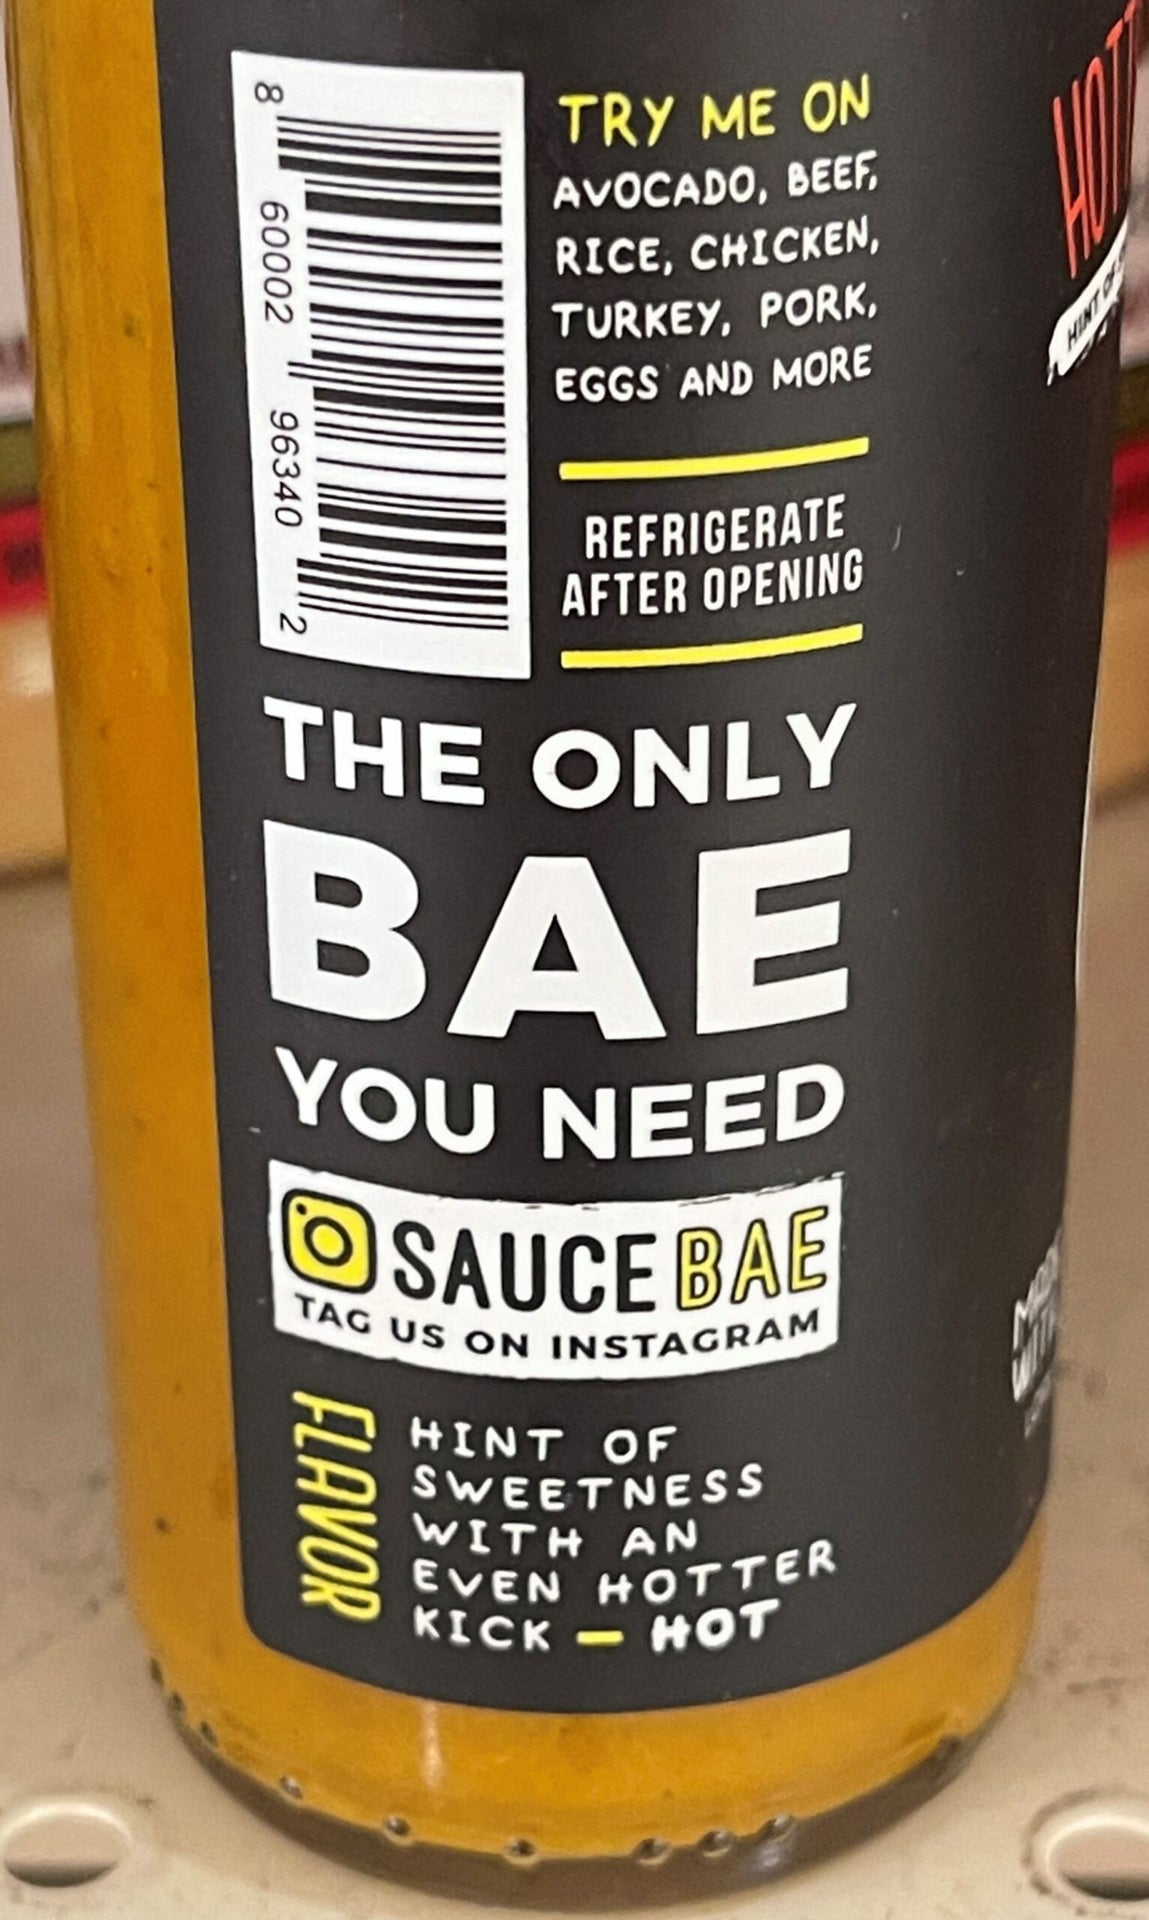 8 60002 96340 2
TRY ME ON
AVOCADO, BEEF,
RICE, CHICKEN,
TURKEY, PORK,
EGGS AND MORE
REFRIGERATE
AFTER OPENING
THE ONLY
BAE
YOU NEED
SAUCE BAE
TAG US ON INSTAGRAM
FLAVOR
HINT OF
SWEETNESS
WITH AN
EVEN HOTTER
KICK – HOT
HINT OF